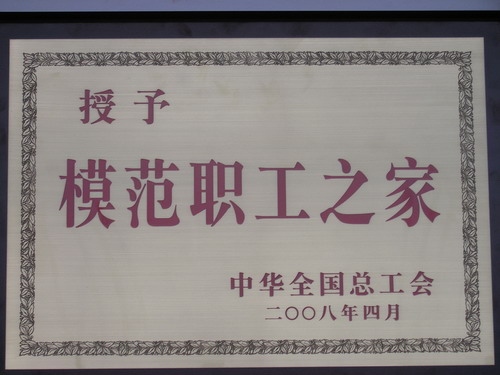 授予
模范职工之家
中华全国总工会
二〇〇八年四月